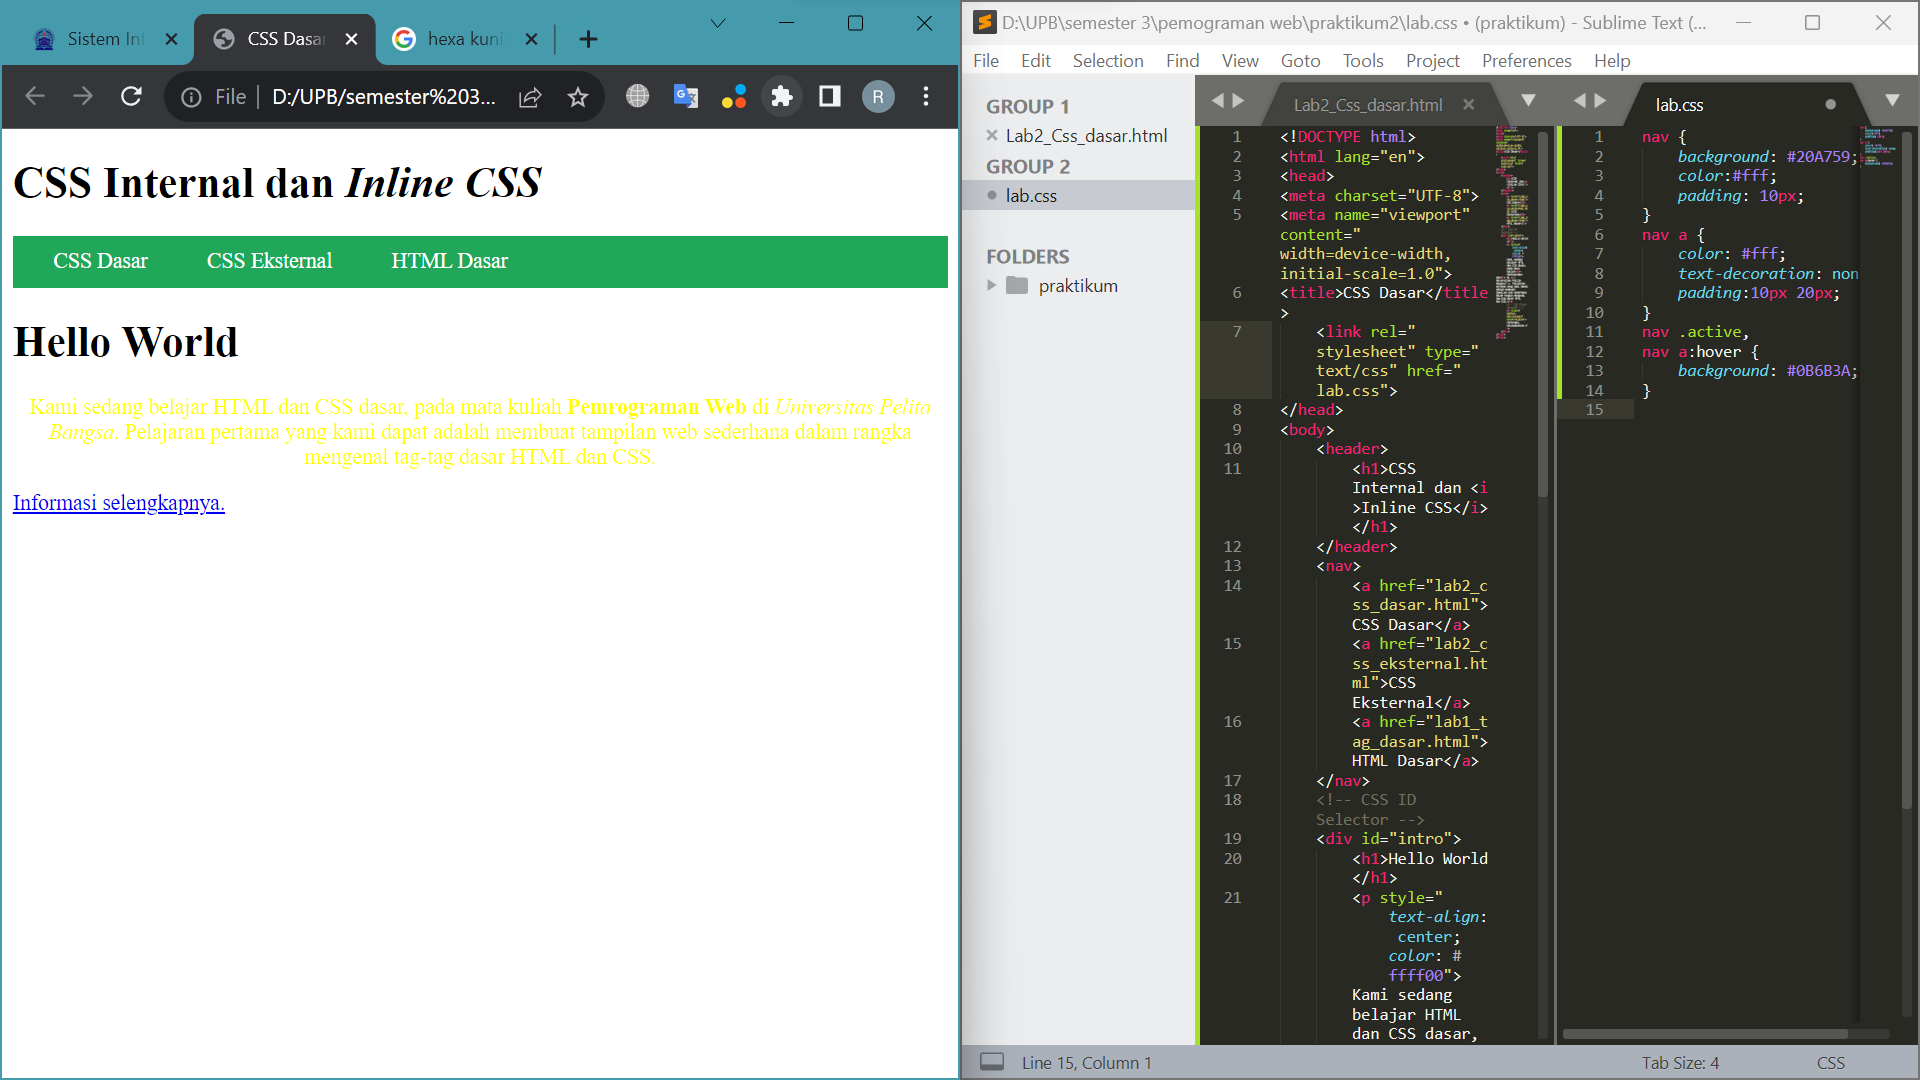 Sistem Inf
CSS Dasar
hexa kuni
File
D:/UPB/semester%203...
R
CSS Internal dan Inline CSS
CSS Dasar
CSS Eksternal
HTML Dasar
Hello World
Kami sedang belajar HTML dan CSS dasar, pada mata kuliah Pemrograman Web di Universitas Pelita
Bangsa. Pelajaran pertama yang kami dapat adalah membuat tampilan web sederhana dalam rangka
mengenal tag-tag dasar HTML dan CSS.
Informasi selengkapnya.
D:\UPB\semester 3\pemograman web\praktikum2\lab.css • (praktikum) - Sublime Text (...
File Edit Selection Find View Goto Tools Project Preferences Help
GROUP 1
Lab2_Css_dasar.html
GROUP 2
lab.css
FOLDERS
praktikum
Lab2_Css_dasar.html
1 <!DOCTYPE html>
2 <html lang="en">
3 <head>
4 <meta charset="UTF-8">
5 <meta name="viewport"
content="
width=device-width,
initial-scale=1.0">
6 <title>CSS Dasar</title
>
7 <link rel="
stylesheet" type="
text/css" href="
lab.css">
8 </head>
9 <body>
10 <header>
11 <h1>CSS
Internal dan <i
>Inline CSS</i>
</h1>
12 </header>
13 <nav>
14 <a href="lab2_c
ss_dasar.html">
CSS Dasar</a>
15 <a href="lab2_c
ss_eksternal.ht
ml">CSS
Eksternal</a>
16 <a href="lab1_t
ag_dasar.html">
HTML Dasar</a>
17 </nav>
18 <!-- CSS ID
Selector -->
19 <div id="intro">
20 <h1>Hello World
</h1>
21 <p style="
text-align:
center;
color: #
ffff00">
Kami sedang
belajar HTML
dan CSS dasar,
lab.css
1 nav {
2 background: #20A759;
3 color:#fff;
4 padding: 10px;
5 }
6 nav a {
7 color: #fff;
8 text-decoration: non
9 padding:10px 20px;
10 }
11 nav .active,
12 nav a:hover {
13 background: #0B6B3A;
14 }
15
Line 15, Column 1
Tab Size: 4
CSS